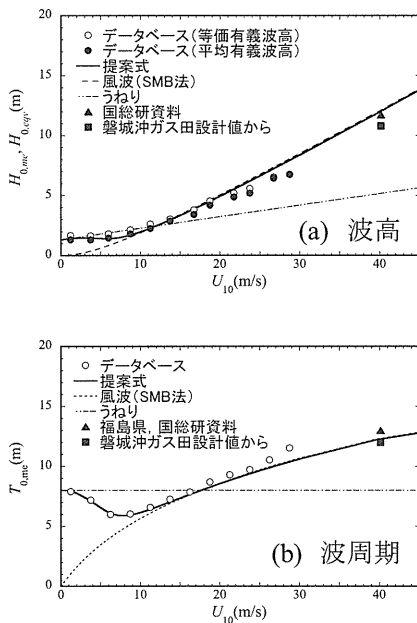 ○ データベース(等価有義波高)
● データベース(平均有義波高)
提案式
風波(SMB法)
うねり
▲ 国総研資料
■ 磐城沖ガス田設計値から
H0,me, H0,eqv (m)
20
15
10
5
0
(a) 波高
0 10 20 30 40
U10(m/s)
○ データベース
提案式
風波(SMB法)
うねり
▲ 福島県, 国総研資料
■ 磐城沖ガス田設計値から
T0,me(m)
20
15
10
5
0
(b) 波周期
0 10 20 30 40
U10(m/s)